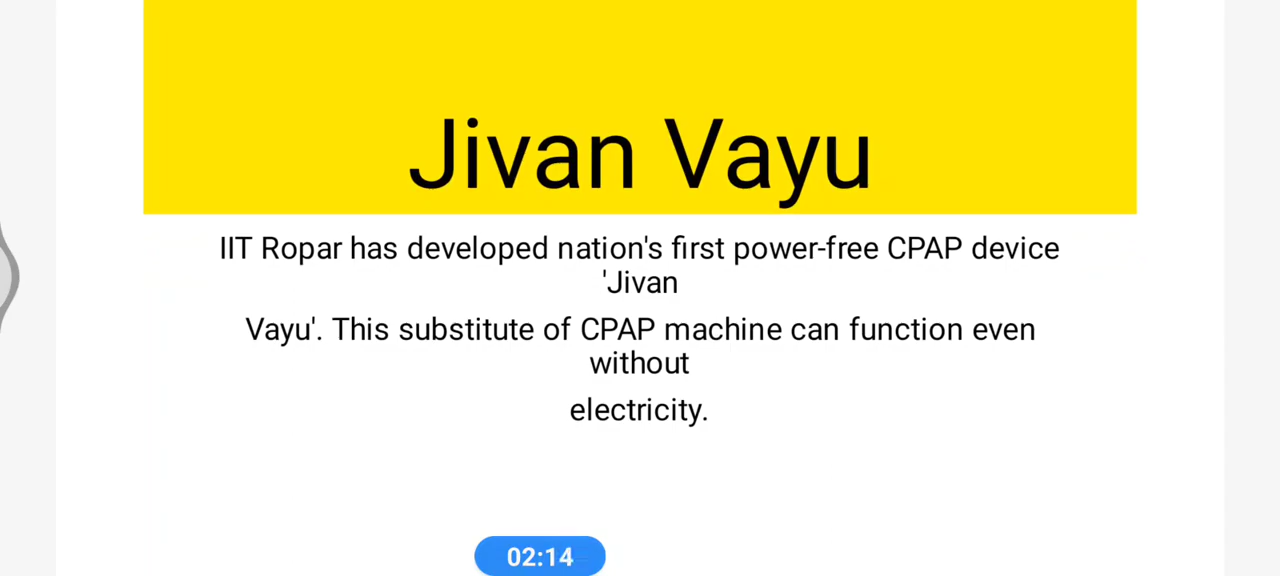 Jivan Vayu
IIT Ropar has developed nation's first power-free CPAP device
'Jivan
Vayu'. This substitute of CPAP machine can function even
without
electricity.
02:14